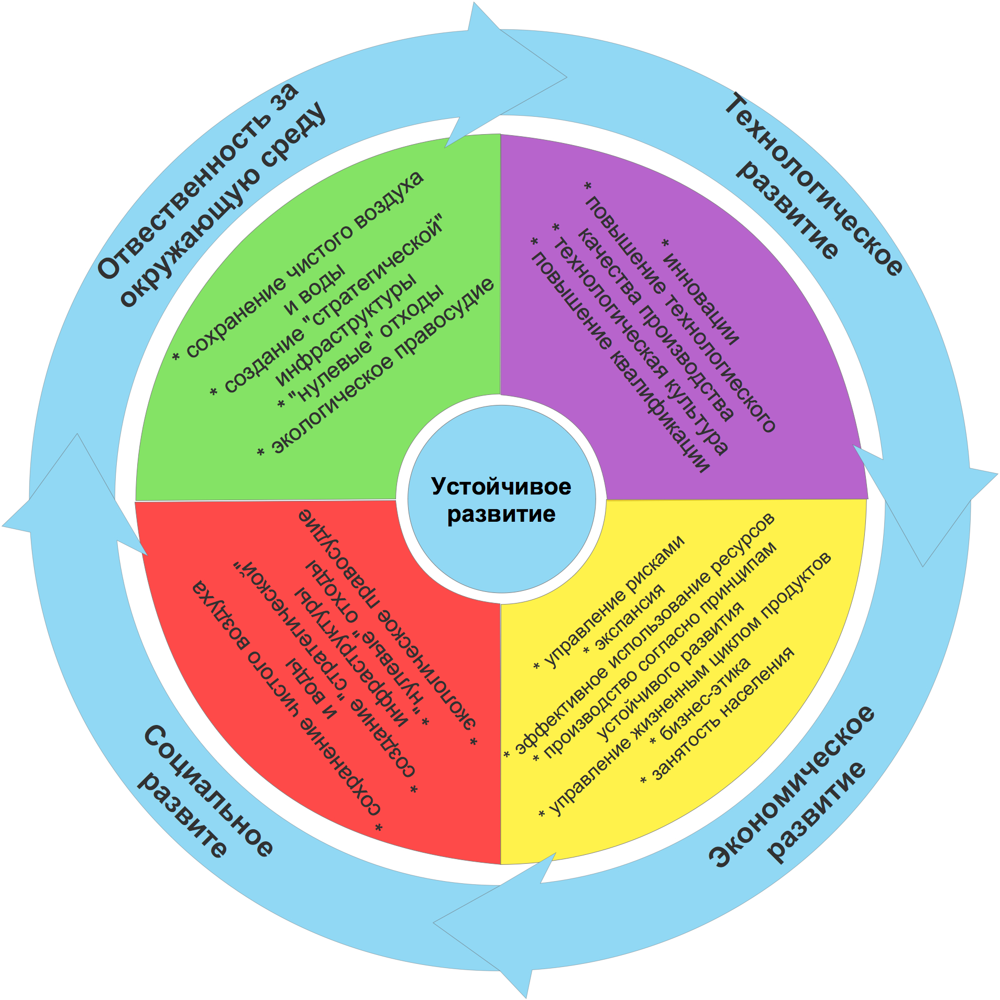 Ответственность за
окружающую среду
Технологическое
развитие
* сохранение чистого воздуха
и воды
* создание "стратегической"
инфраструктуры
* "нулевые" отходы
* экологическое правосудие
* инновации
* повышение технологиеского
качества производства
* технологическая культура
* повышение квалификации
Устойчивое
развитие
* сохранение чистого воздуха
и воды
* создание "стратегической"
инфраструктуры
* "нулевые" отходы
* экологическое правосудие
* управление рисками
* экспансия
* эффективное использование ресурсов
* производство согласно принципам
устойчивого развития
* управление жизненным циклом продуктов
* бизнес-этика
* занятость населения
Социальное
развите
Экономическое
развитие